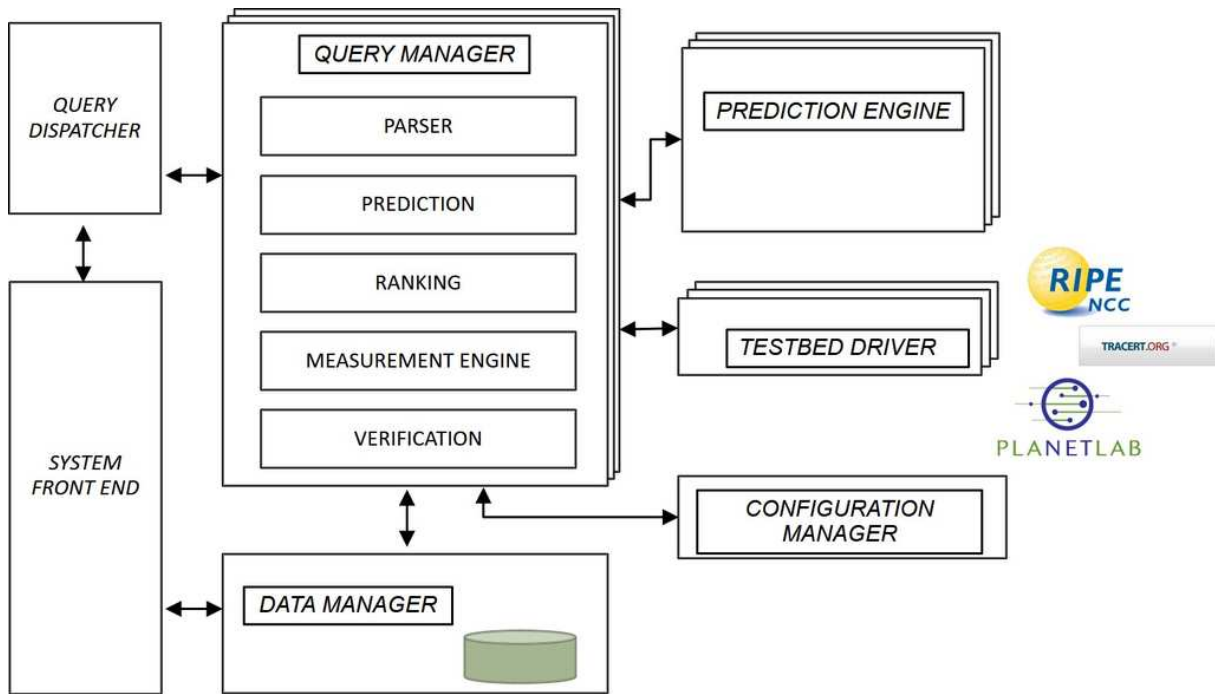 QUERY
DISPATCHER
SYSTEM
FRONT END
QUERY MANAGER
PARSER
PREDICTION
RANKING
MEASUREMENT ENGINE
VERIFICATION
DATA MANAGER
PREDICTION ENGINE
TESTBED DRIVER
CONFIGURATION
MANAGER
RIPE
NCC
TRACERT.ORG
PLANETLAB